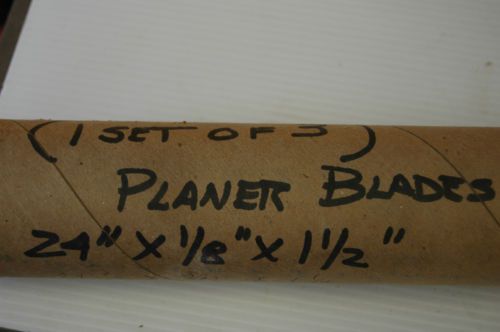 (1 SET OF 3)
PLANER BLADES
24" X 1/8" X 1 1/2"